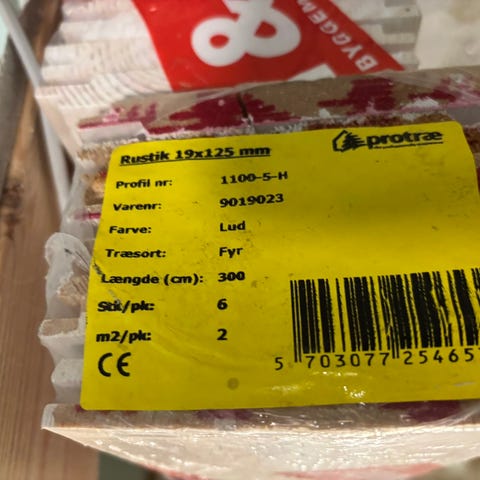 & BYGGEM
Rustik 19x125 mm
protræ
Profil nr: 1100-5-H
Varenr: 9019023
Farve: Lud
Træsort: Fyr
Længde (cm): 300
Stk/pk: 6
m2/pk: 2
CE
5 703077 25465